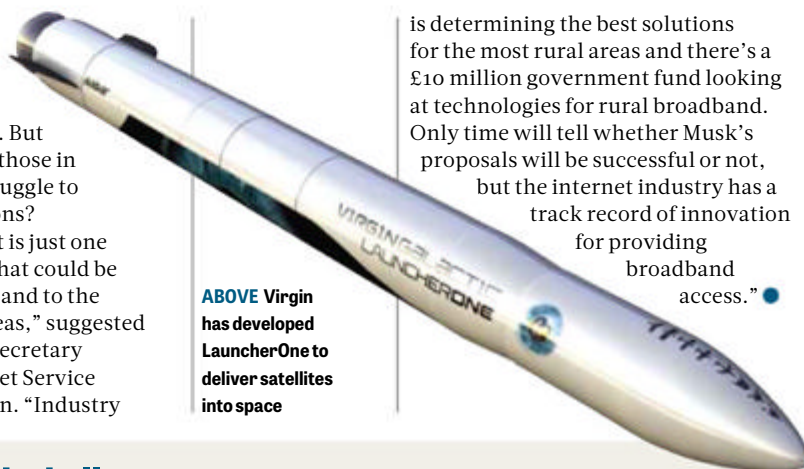 . But
those in
uggle to
ons?
t is just one
hat could be
and to the
eas,” suggested
ecretary
et Service
n. “Industry
ABOVE Virgin
has developed
LauncherOne to
deliver satellites
into space
is determining the best solutions
for the most rural areas and there’s a
£10 million government fund looking
at technologies for rural broadband.
Only time will tell whether Musk’s
proposals will be successful or not,
but the internet industry has a
track record of innovation
for providing
broadband
access.”
VIRGIN GALACTIC
LAUNCHERONE